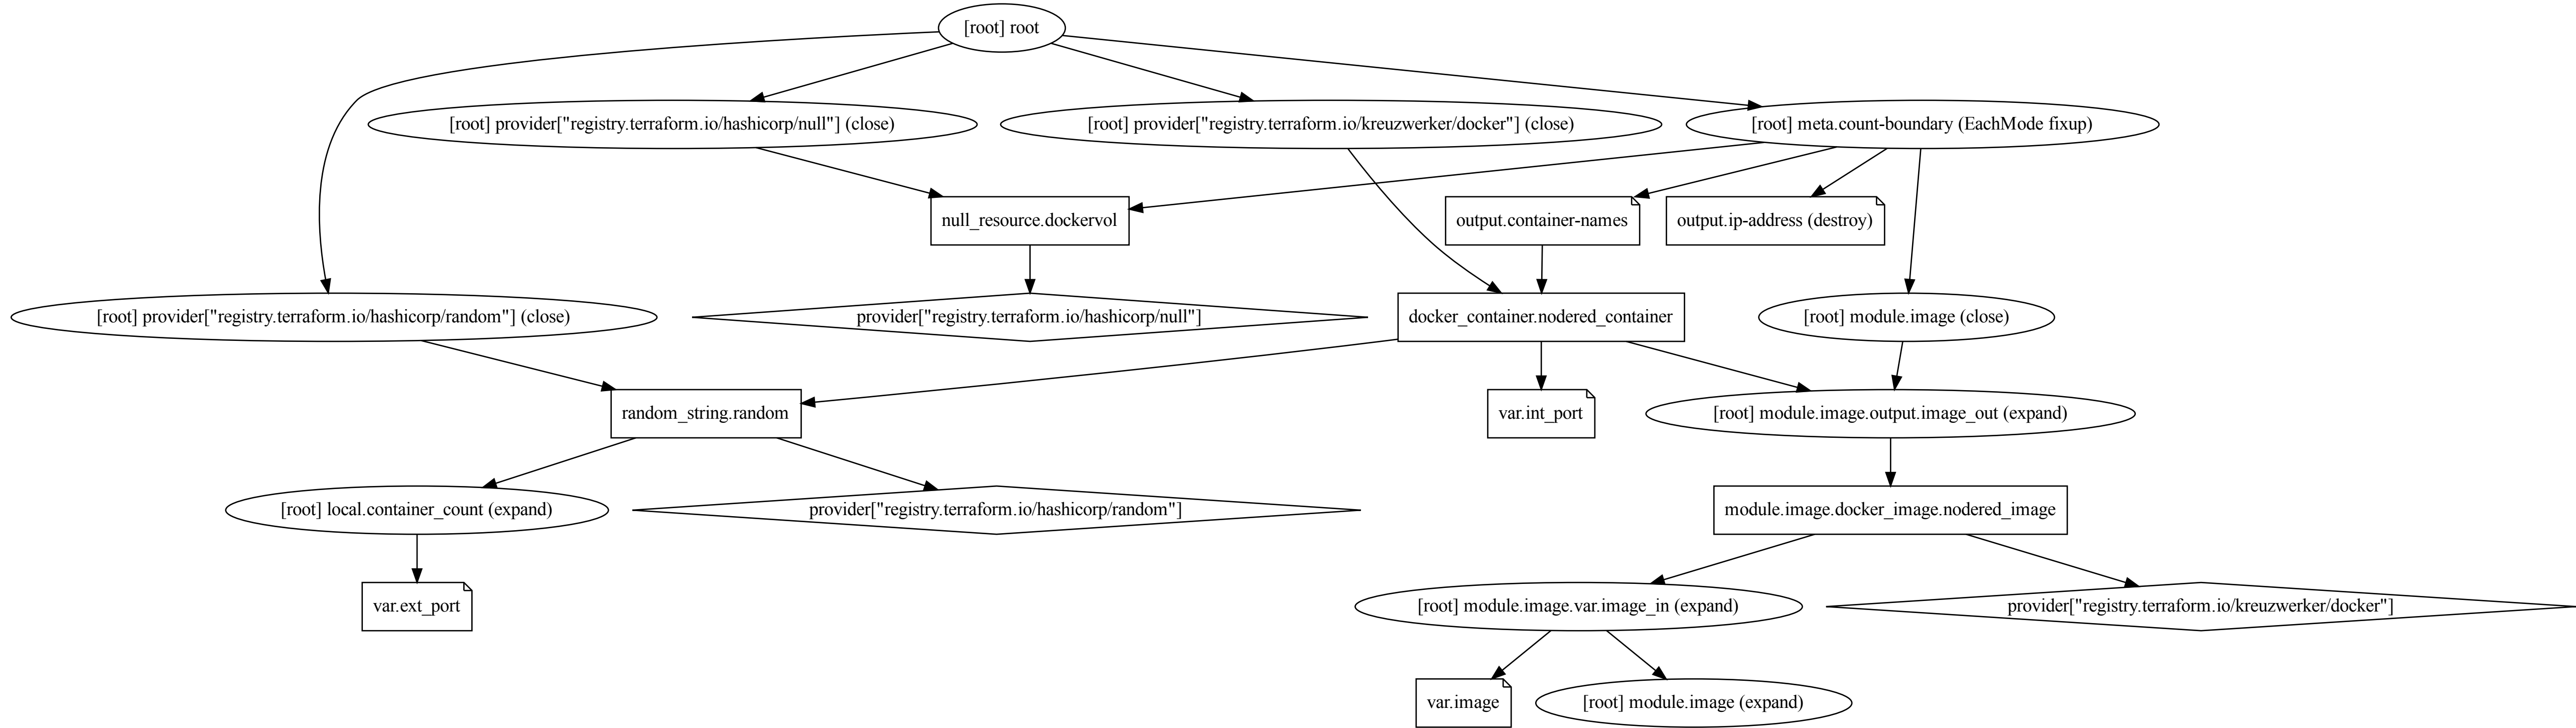 [root] root
[root] provider["registry.terraform.io/hashicorp/null"] (close)
[root] provider["registry.terraform.io/kreuzwerker/docker"] (close)
[root] meta.count-boundary (EachMode fixup)
null_resource.dockervol
output.container-names
output.ip-address (destroy)
[root] provider["registry.terraform.io/hashicorp/random"] (close)
provider["registry.terraform.io/hashicorp/null"]
docker_container.nodered_container
[root] module.image (close)
random_string.random
var.int_port
[root] module.image.output.image_out (expand)
[root] local.container_count (expand)
provider["registry.terraform.io/hashicorp/random"]
module.image.docker_image.nodered_image
var.ext_port
[root] module.image.var.image_in (expand)
provider["registry.terraform.io/kreuzwerker/docker"]
var.image
[root] module.image (expand)